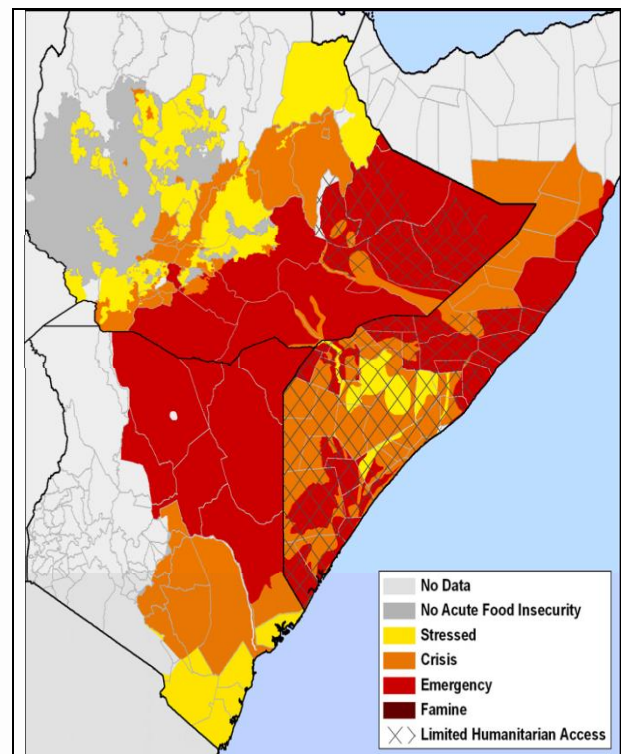 No Data
No Acute Food Insecurity
Stressed
Crisis
Emergency
Famine
Limited Humanitarian Access